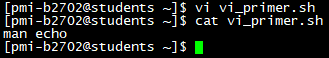 [pmi-b2702@students ~]$ vi vi_primer.sh
[pmi-b2702@students ~]$ cat vi_primer.sh
man echo
[pmi-b2702@students ~]$